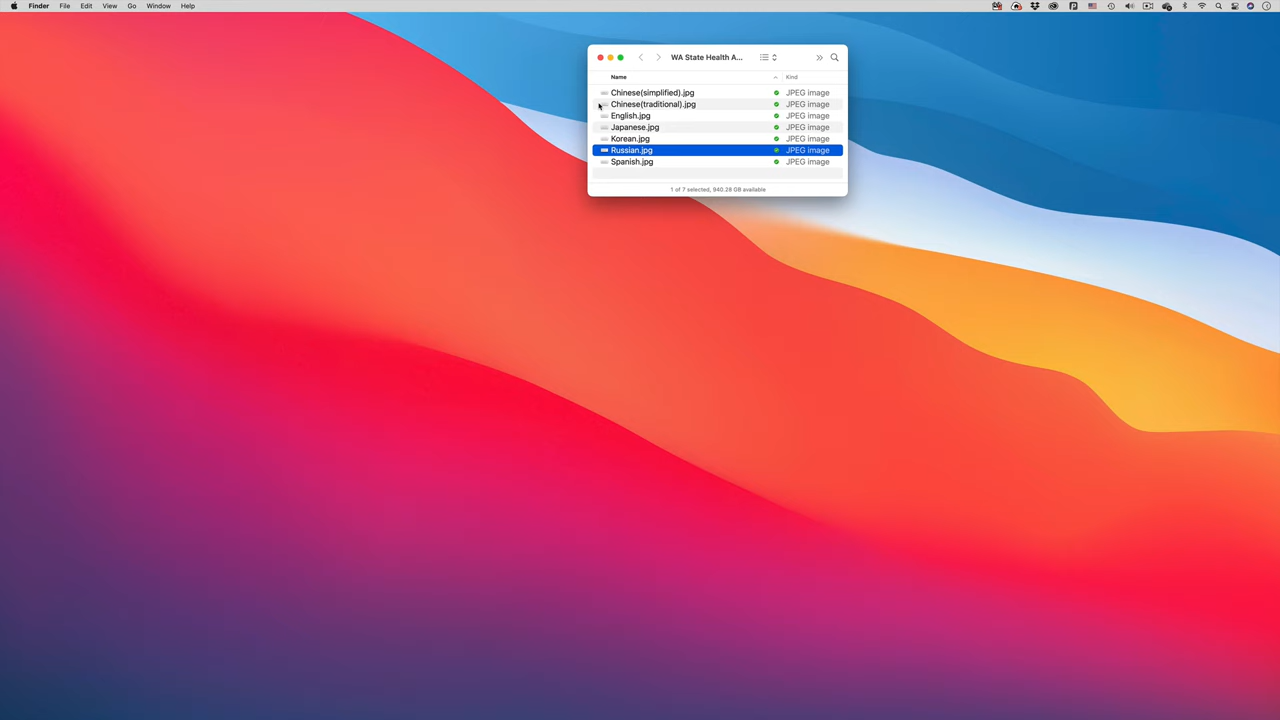 Finder File Edit View Go Window Help
WA State Health A...
Name Kind
Chinese(simplified).jpg JPEG image
Chinese(traditional).jpg JPEG image
English.jpg JPEG image
Japanese.jpg JPEG image
Korean.jpg JPEG image
Russian.jpg JPEG image
Spanish.jpg JPEG image
1 of 7 selected, 940.28 GB available